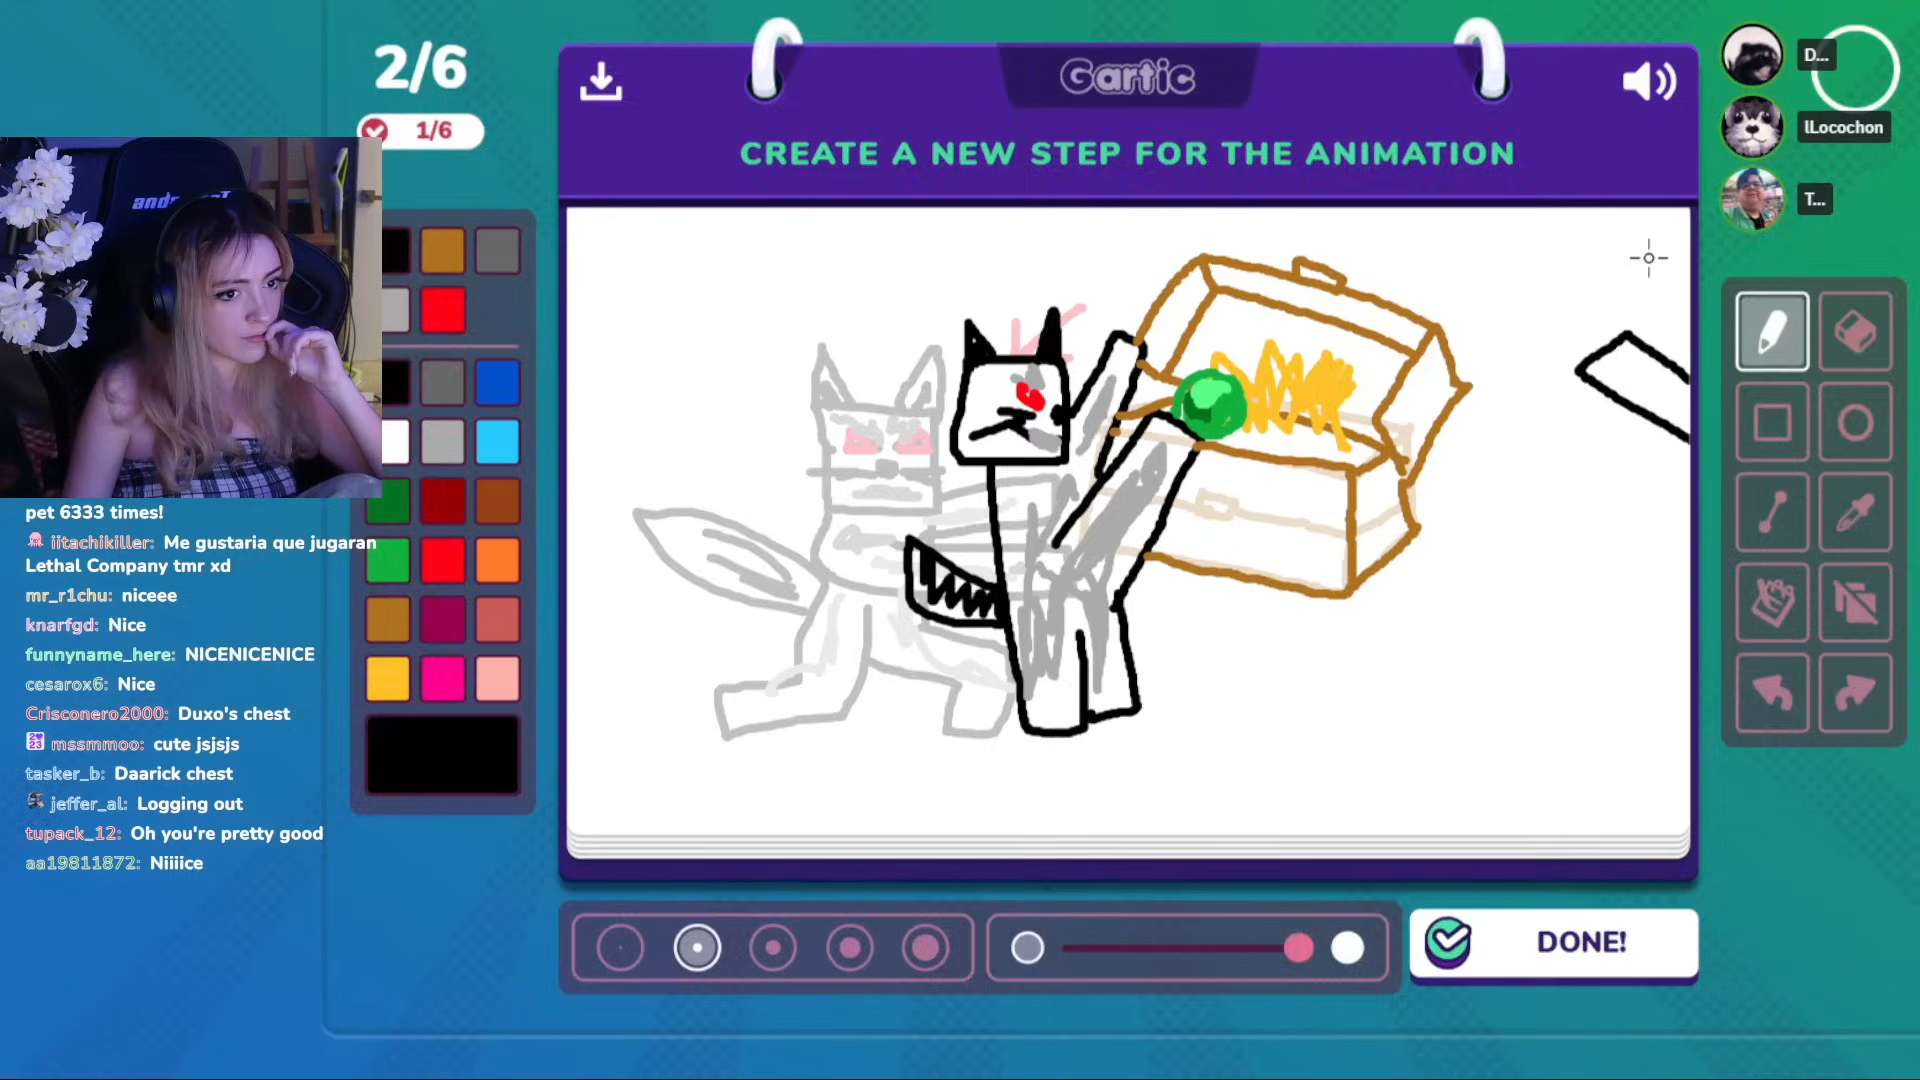 2/6
1/6
Gartic
CREATE A NEW STEP FOR THE ANIMATION
D...
lLocochon
T...
pet 6333 times!
iitachikiller: Me gustaria que jugaran
Lethal Company tmr xd
mr_r1chu: niceee
knarfgd: Nice
funnyname_here: NICENICENICE
cesarox6: Nice
Crisconero2000: Duxo's chest
mssmmoo: cute jsjsjs
tasker_b: Daarick chest
jeffer_al: Logging out
tupack_12: Oh you're pretty good
aa19811872: Niiiice
DONE!